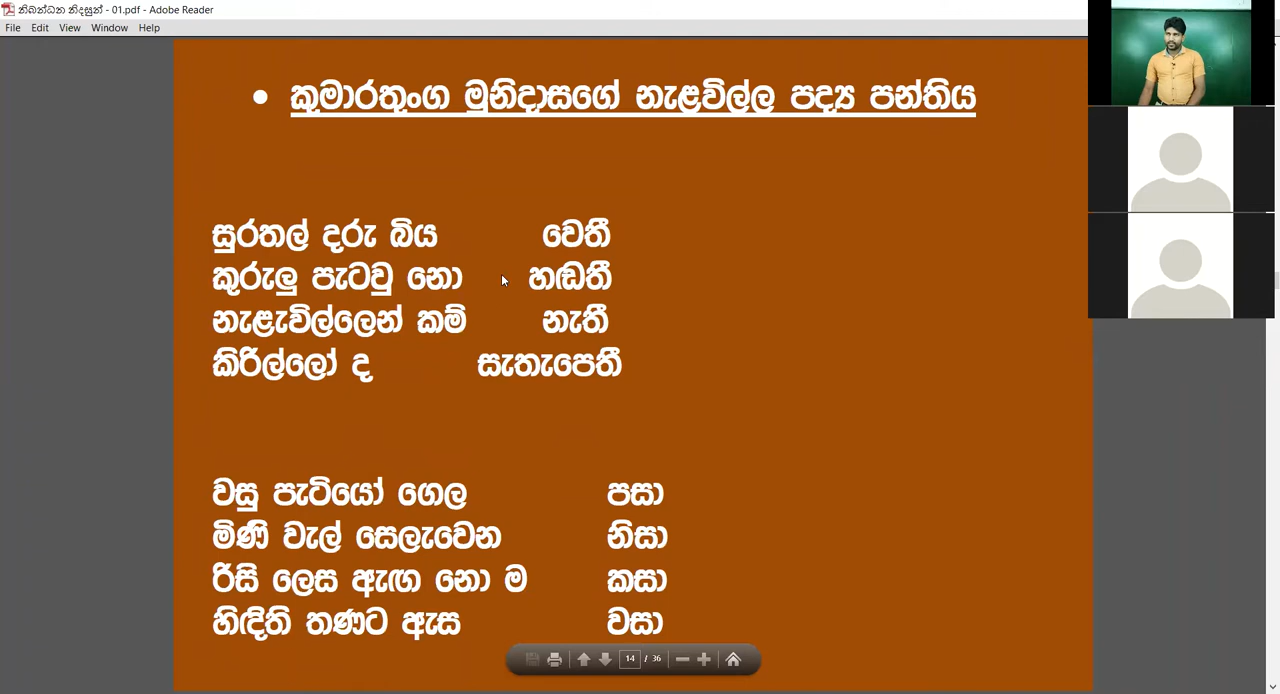 නිබන්ධන නිදසුන් - 01.pdf - Adobe Reader
File Edit View Window Help
• කුමාරතුංග මුනිදාසගේ නැළවිල්ල පද්‍ය පන්තිය
සුරතල් දරු බිය වෙතී
කුරුලු පැටවු නො හඬතී
නැළැවිල්ලෙන් කම් නැතී
කිරිල්ලෝ ද සැතැපෙතී
වසු පැටියෝ ගෙල පසා
මිණි වැල් සෙලැවෙන නිසා
රිසි ලෙස ඇඟ නො ම කසා
හිඳිති තණට ඇස වසා
14 / 36